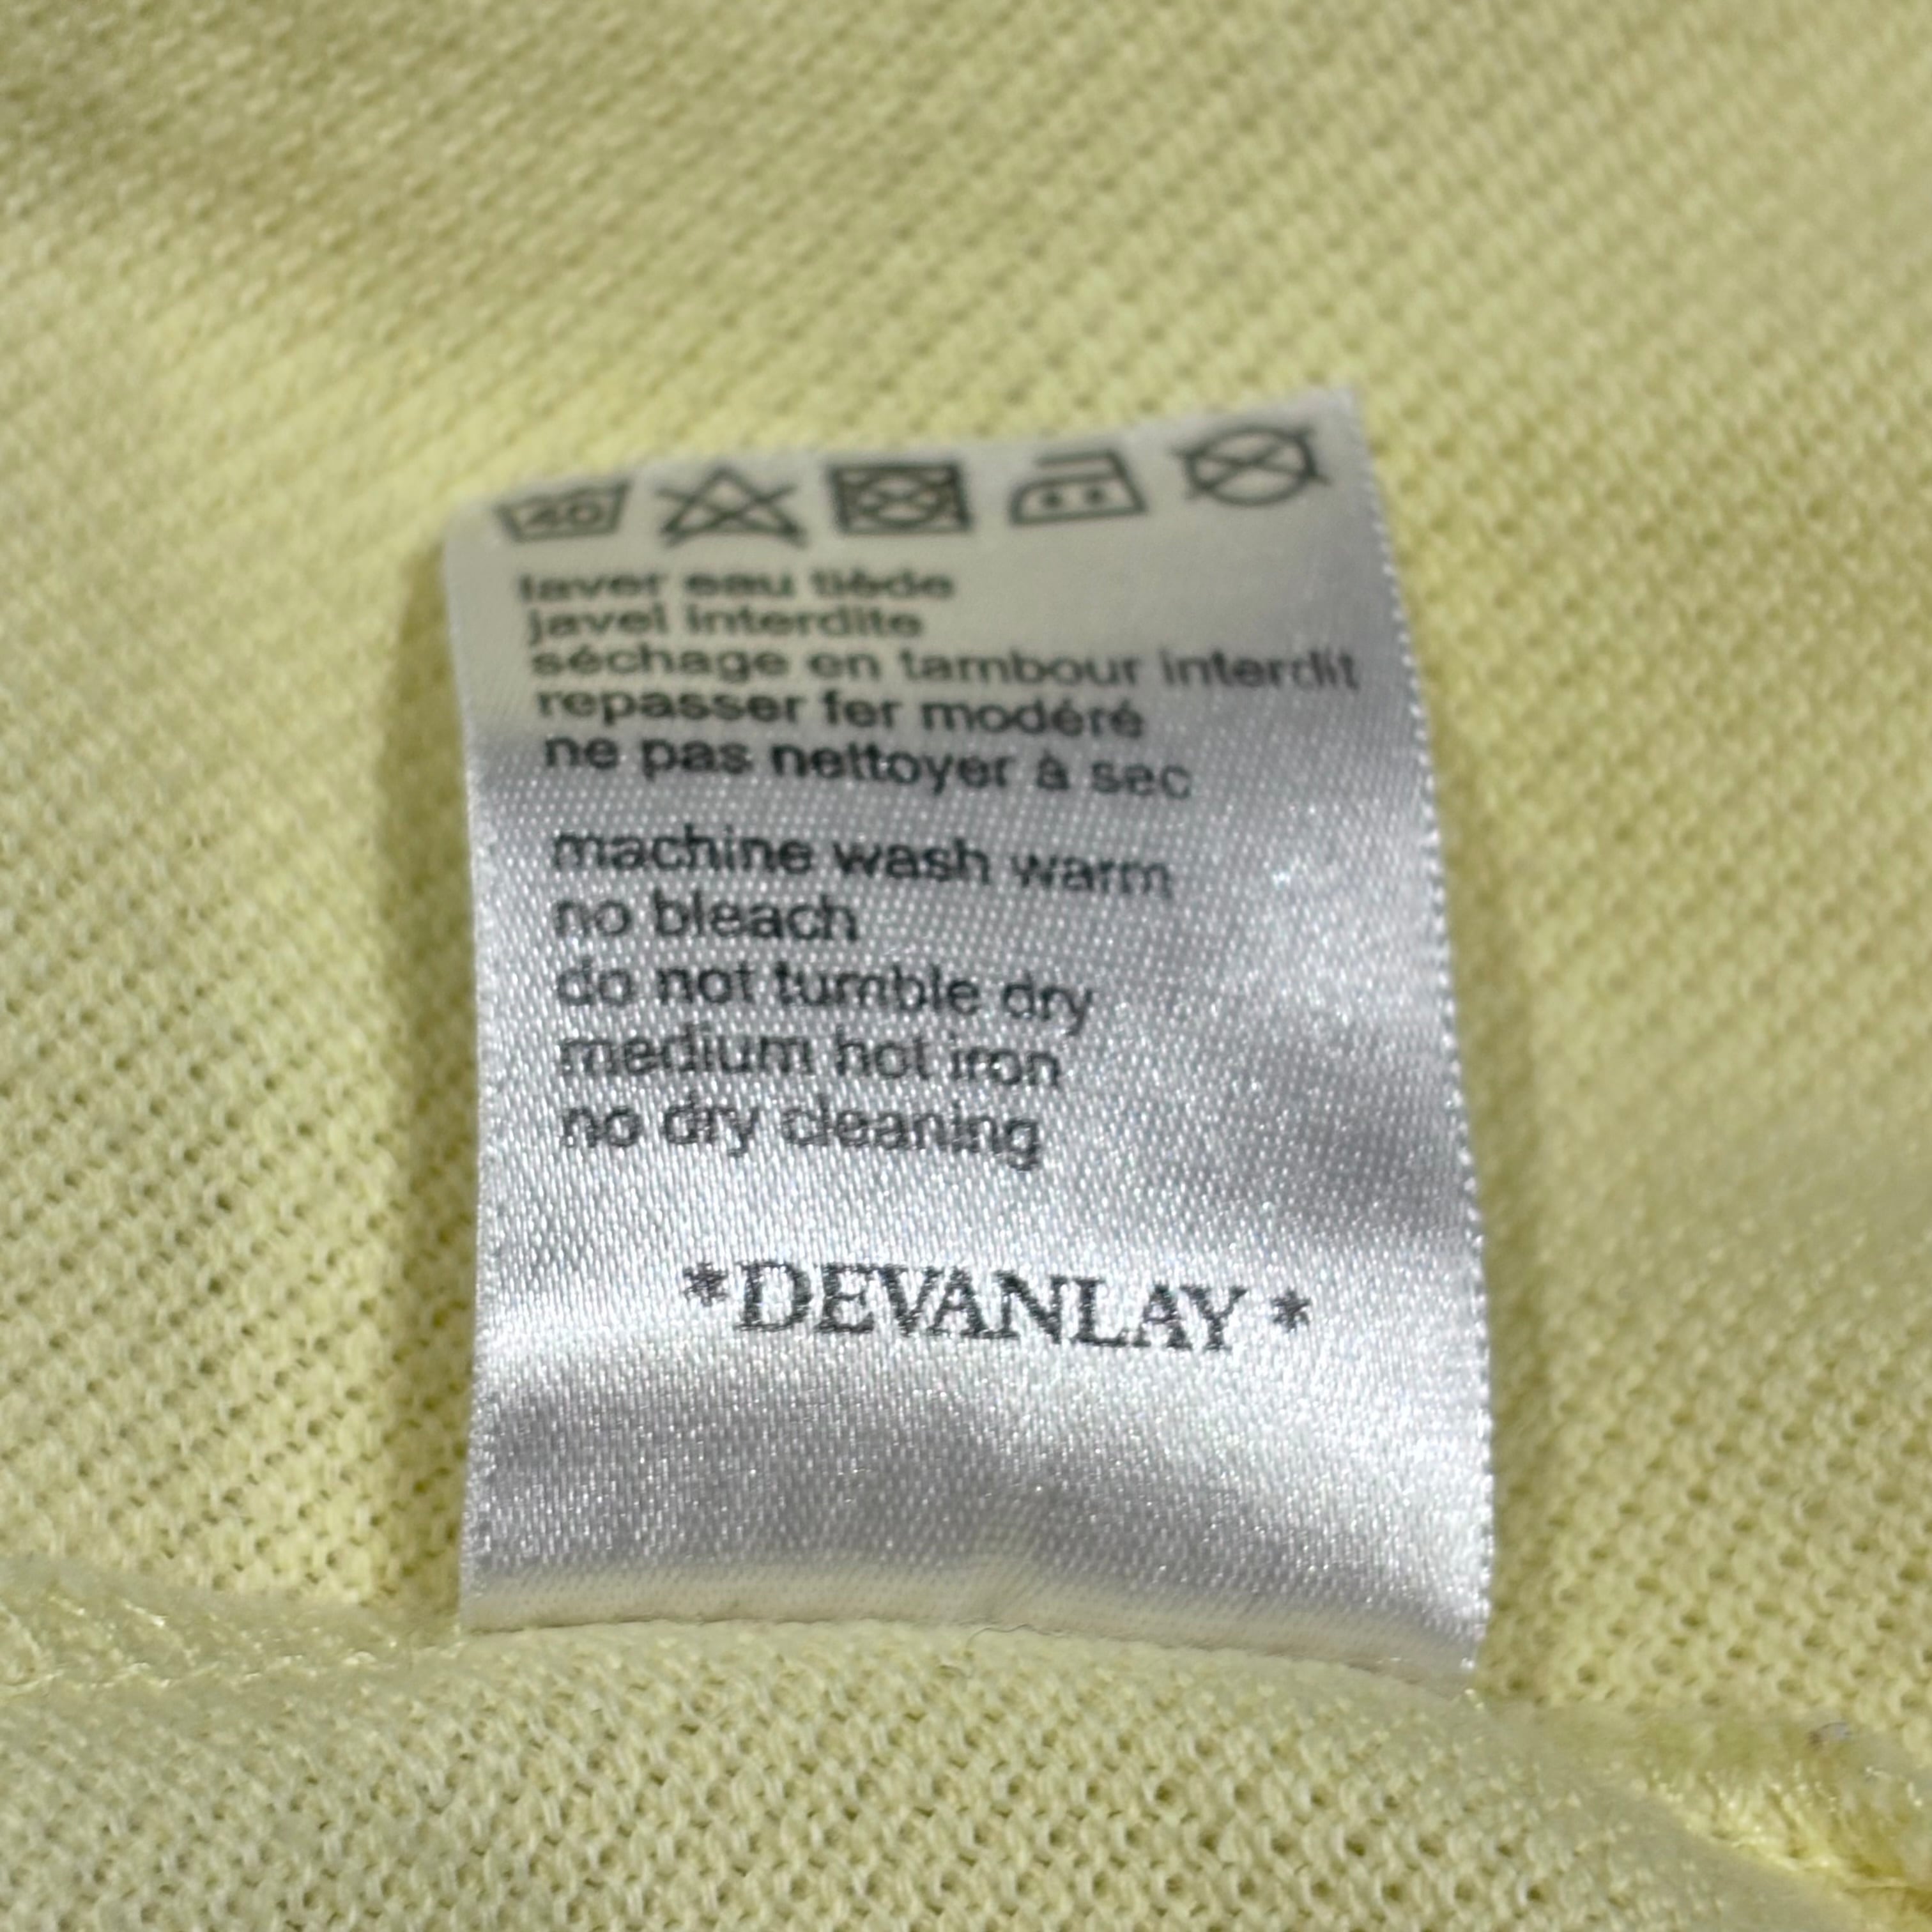 40
laver eau tiède
javel interdite
séchage en tambour interdit
repasser fer modéré
ne pas nettoyer à sec
machine wash warm
no bleach
do not tumble dry
medium hot iron
no dry cleaning
*DEVANLAY*